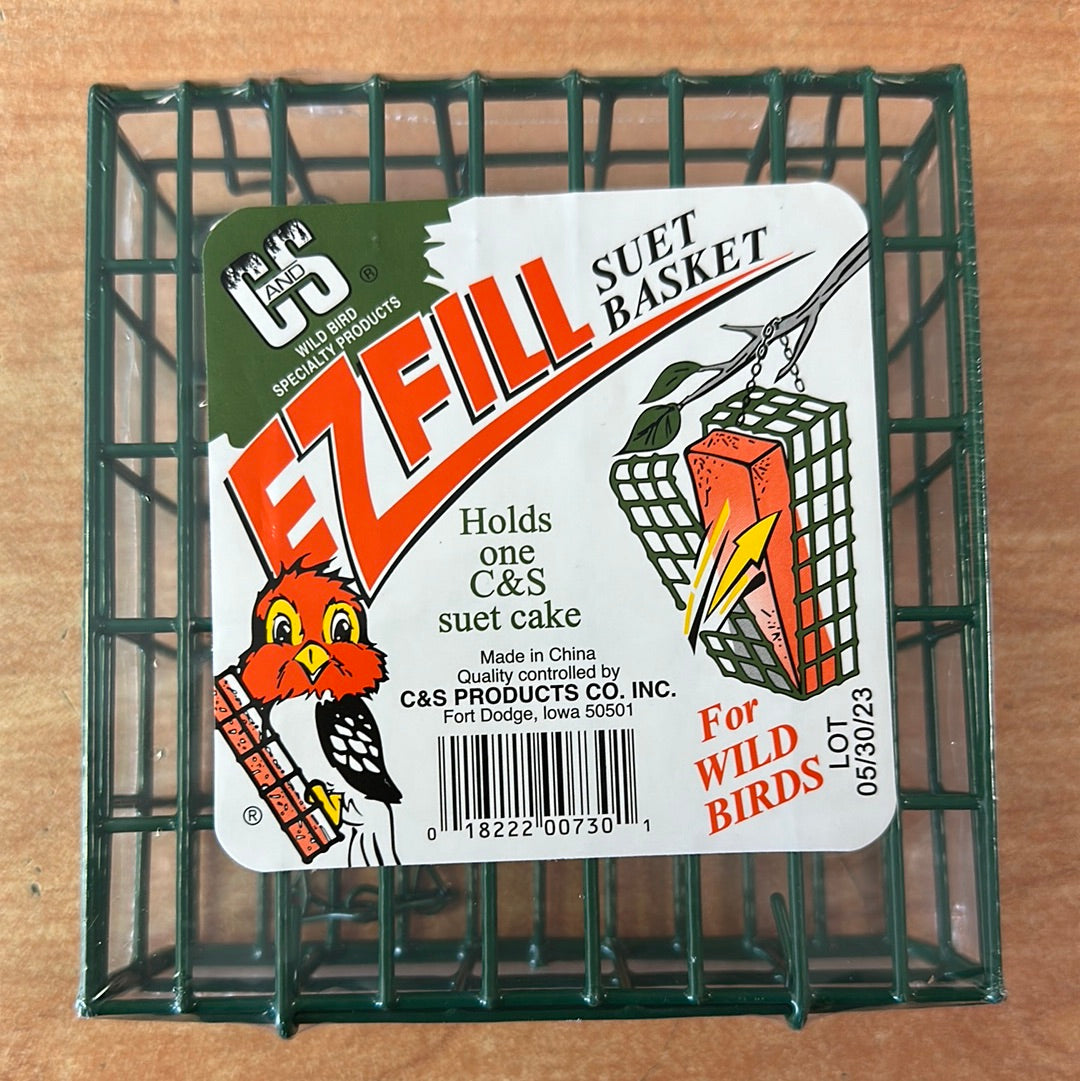 C AND S ®
WILD BIRD
SPECIALTY PRODUCTS
EZFILL
SUET
BASKET
Holds
one
C&S
suet cake
Made in China
Quality controlled by
C&S PRODUCTS CO. INC.
Fort Dodge, Iowa 50501
0 18222 00730 1
For
WILD
BIRDS
LOT
05/30/23
®